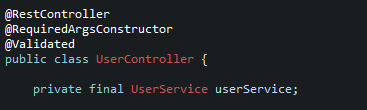 @RestController
@RequiredArgsConstructor
@Validated
public class UserController {
private final UserService userService;